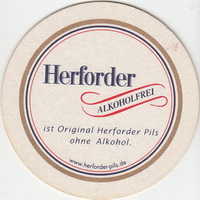 Herforder
ALKOHOLFREI
ist Original Herforder Pils
ohne Alkohol.
www.herforder-pils.de